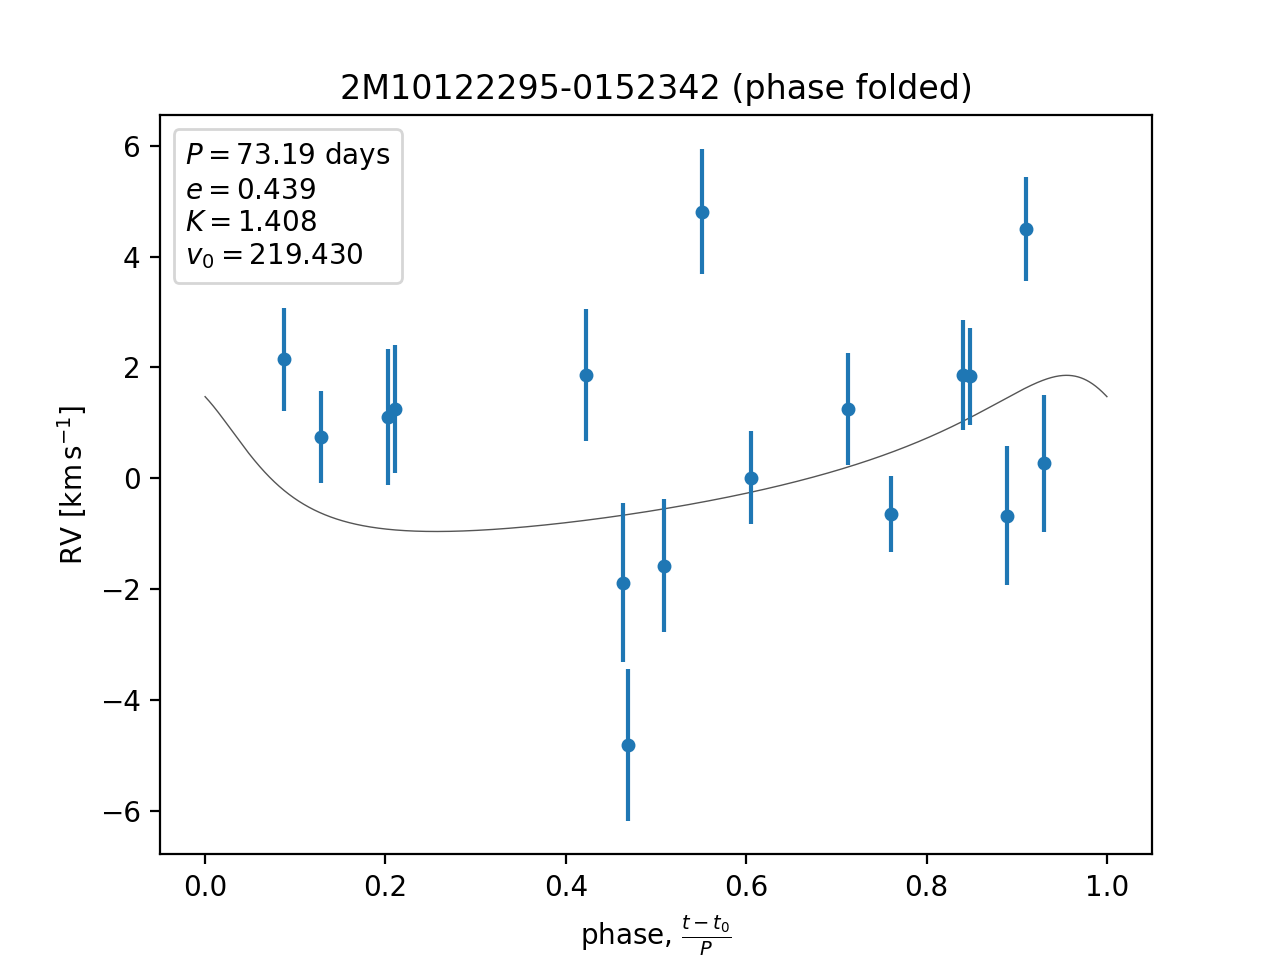 2M10122295-0152342 (phase folded)
P = 73.19 days
e = 0.439
K = 1.408
v₀ = 219.430
6
4
2
0
−2
−4
−6
RV [km s⁻¹]
0.0 0.2 0.4 0.6 0.8 1.0
phase, (t − t₀)/P